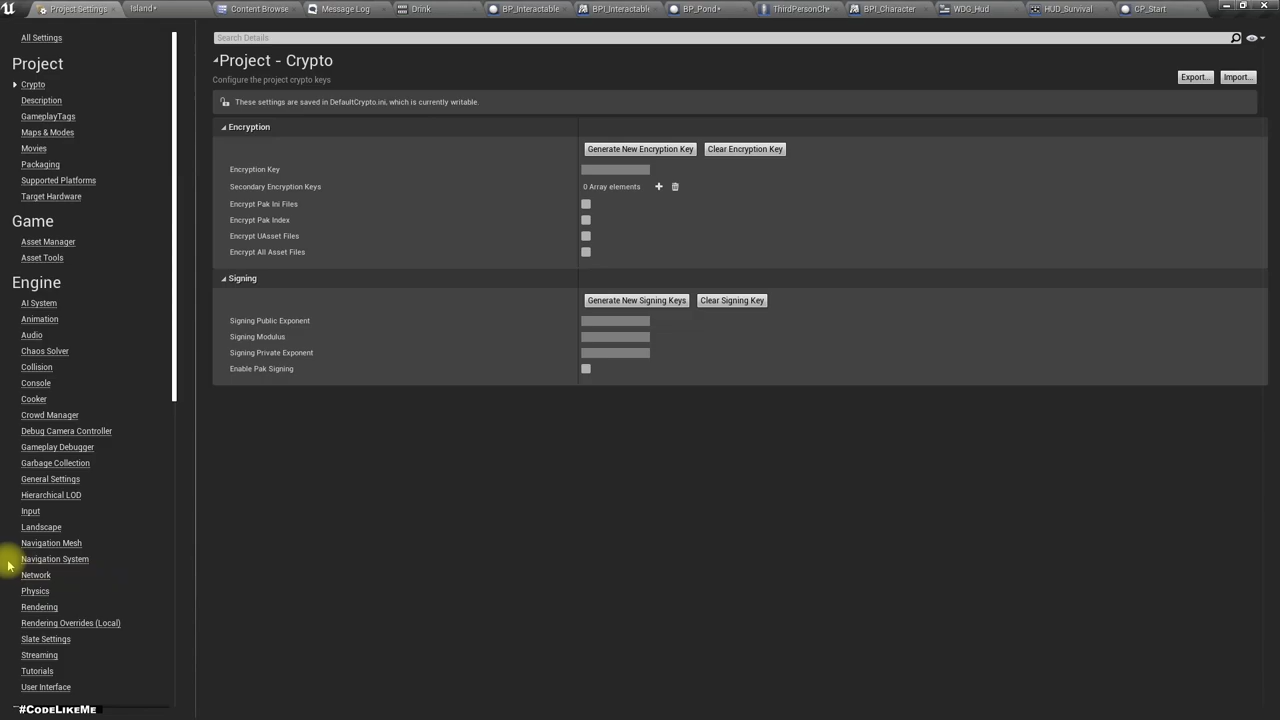 Project Settings
Island*
Content Browse
Message Log
Drink
BP_Interactable
BPI_Interactabl
BP_Pond*
ThirdPersonCh
BPI_Character
WDG_Hud
HUD_Survival
CP_Start
All Settings
Project
Crypto
Description
GameplayTags
Maps & Modes
Movies
Packaging
Supported Platforms
Target Hardware
Game
Asset Manager
Asset Tools
Engine
AI System
Animation
Audio
Chaos Solver
Collision
Console
Cooker
Crowd Manager
Debug Camera Controller
Gameplay Debugger
Garbage Collection
General Settings
Hierarchical LOD
Input
Landscape
Navigation Mesh
Navigation System
Network
Physics
Rendering
Rendering Overrides (Local)
Slate Settings
Streaming
Tutorials
User Interface
#CodeLikeMe
Search Details
Project - Crypto
Configure the project crypto keys
Export...
Import...
These settings are saved in DefaultCrypto.ini, which is currently writable.
Encryption
Generate New Encryption Key
Clear Encryption Key
Encryption Key
Secondary Encryption Keys
0 Array elements
Encrypt Pak Ini Files
Encrypt Pak Index
Encrypt UAsset Files
Encrypt All Asset Files
Signing
Generate New Signing Keys
Clear Signing Key
Signing Public Exponent
Signing Modulus
Signing Private Exponent
Enable Pak Signing